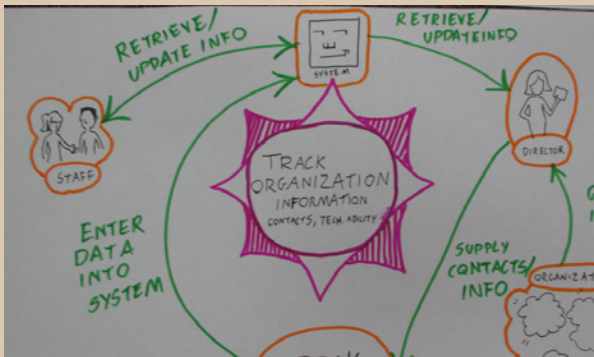 RETRIEVE/
UPDATE INFO
SYSTEM
RETRIEVE/
UPDATEINFO
STAFF
DIRECTOR
TRACK
ORGANIZATION
INFORMATION
CONTACTS, TECH. ABILITY
ENTER
DATA
INTO
SYSTEM
SUPPLY
CONTACTS/
INFO